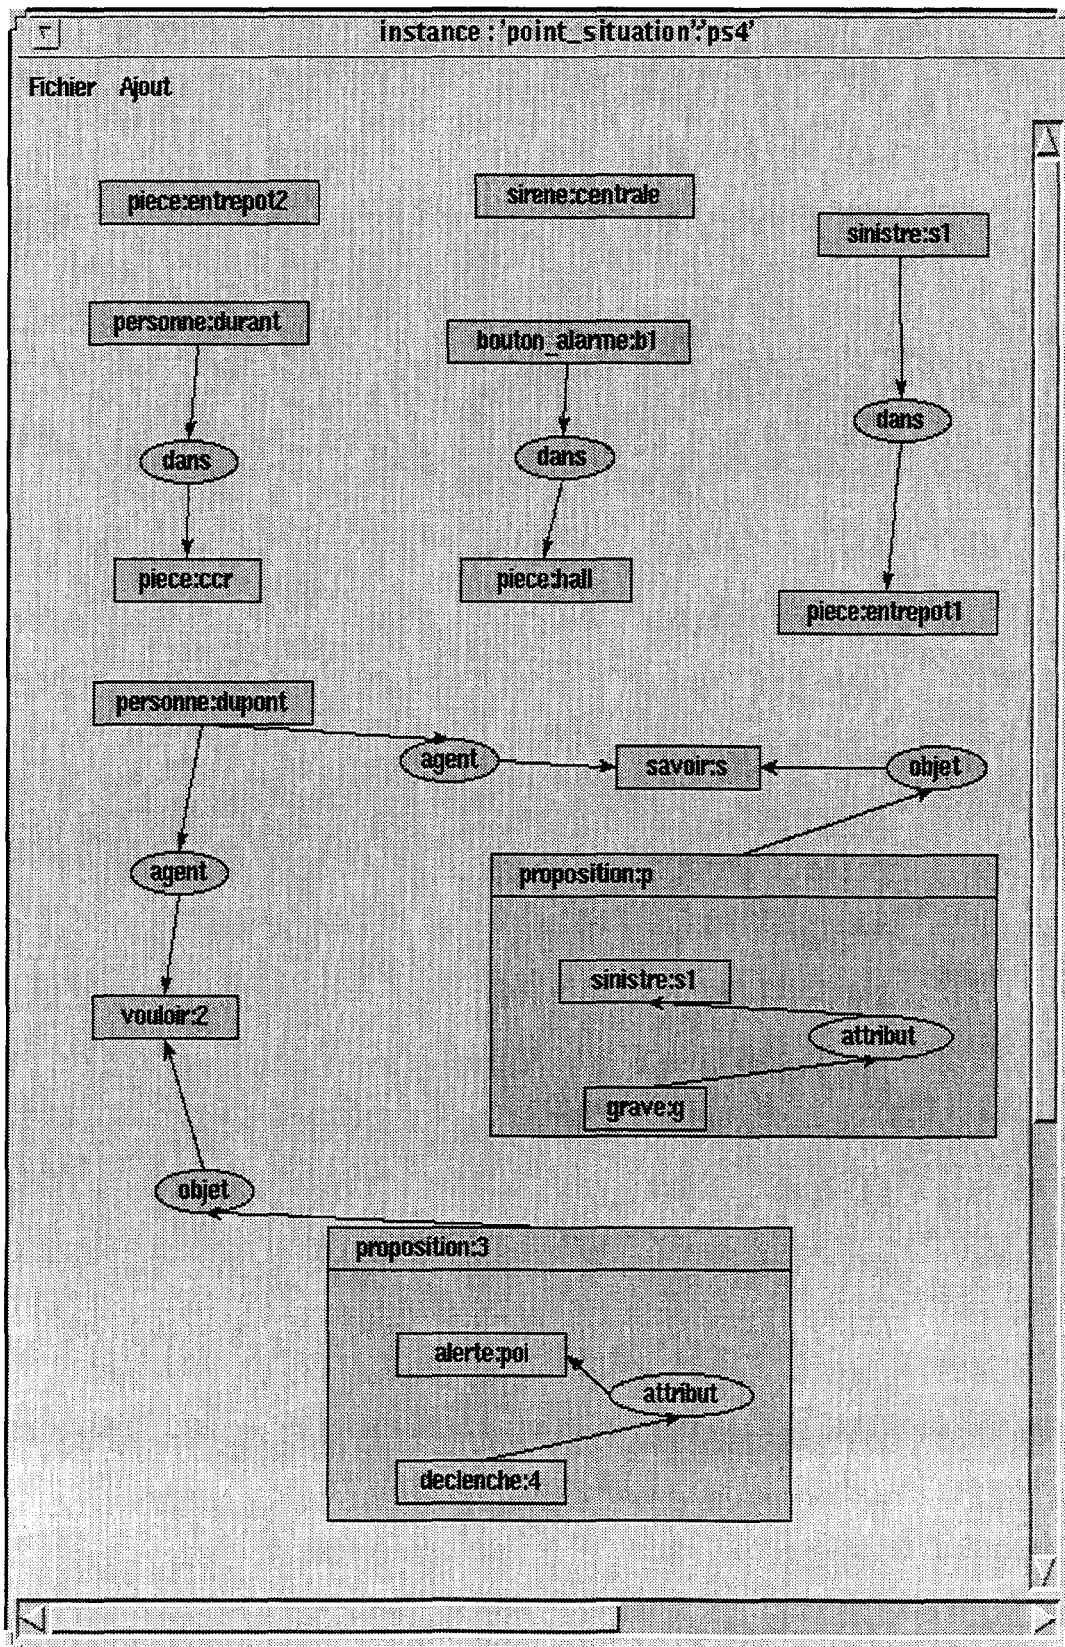 instance : 'point_situation':'ps4'
Fichier Ajout
piece:entrepot2
sirene:centrale
sinistre:s1
personne:durant
bouton_alarme:b1
dans
dans
dans
piece:ccr
piece:hall
piece:entrepot1
personne:dupont
agent
savoir:s
objet
agent
proposition:p
sinistre:s1
vouloir:2
attribut
grave:g
objet
proposition:3
alerte:poi
attribut
declenche:4